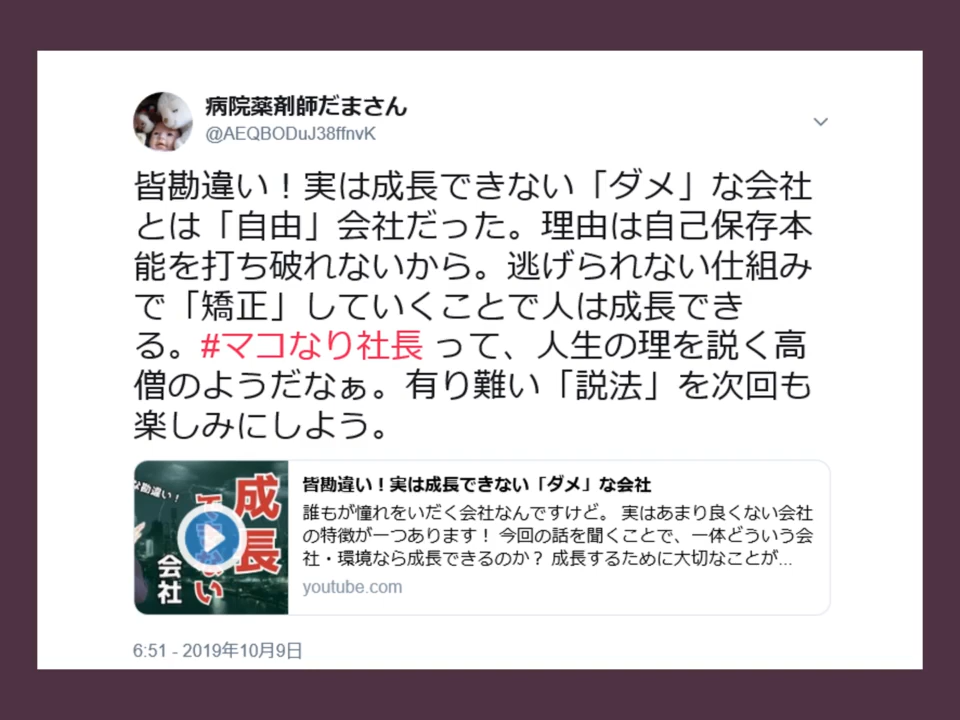 病院薬剤師だまさん
@AEQBODuJ38ffnvK
皆勘違い！実は成長できない「ダメ」な会社
とは「自由」会社だった。理由は自己保存本
能を打ち破れないから。逃げられない仕組み
で「矯正」していくことで人は成長でき
る。#マコなり社長 って、人生の理を説く高
僧のようだなぁ。有り難い「説法」を次回も
楽しみにしよう。
な勘違い！
成長
ない
会社
皆勘違い！実は成長できない「ダメ」な会社
誰もが憧れをいだく会社なんですけど。 実はあまり良くない会社
の特徴が一つあります！ 今回の話を聞くことで、一体どういう会
社・環境なら成長できるのか？ 成長するために大切なことが...
youtube.com
6:51 - 2019年10月9日